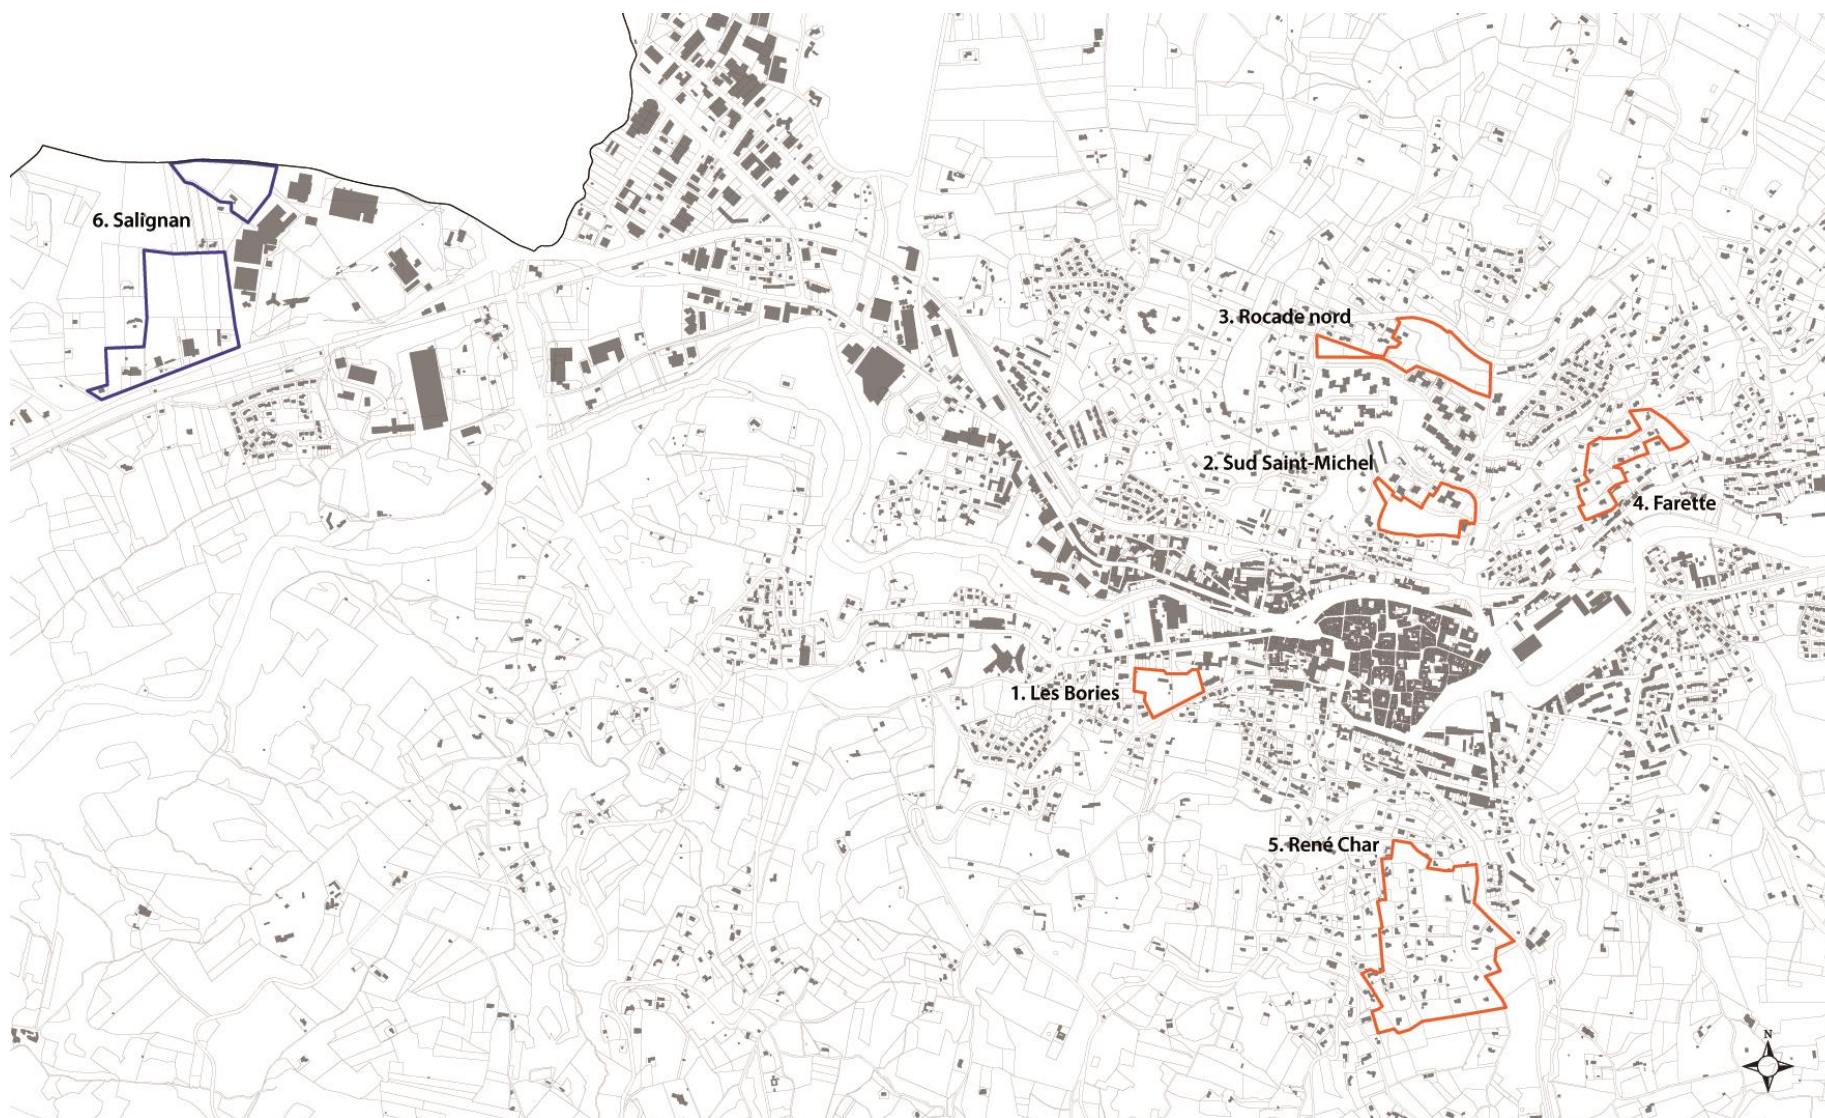 6. Salignan
3. Rocade nord
2. Sud Saint-Michel
4. Farette
1. Les Bories
5. René Char
N